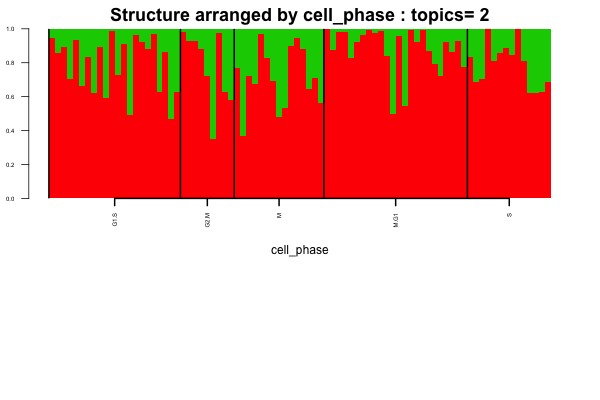 Structure arranged by cell_phase : topics= 2
1.0
0.8
0.6
0.4
0.2
0.0
G1.S
G2.M
M
M.G1
S
cell_phase